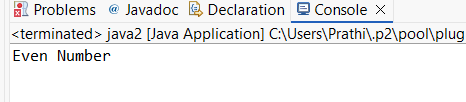 Problems @ Javadoc Declaration Console ×
<terminated> java2 [Java Application] C:\Users\Prathi\.p2\pool\plug
Even Number